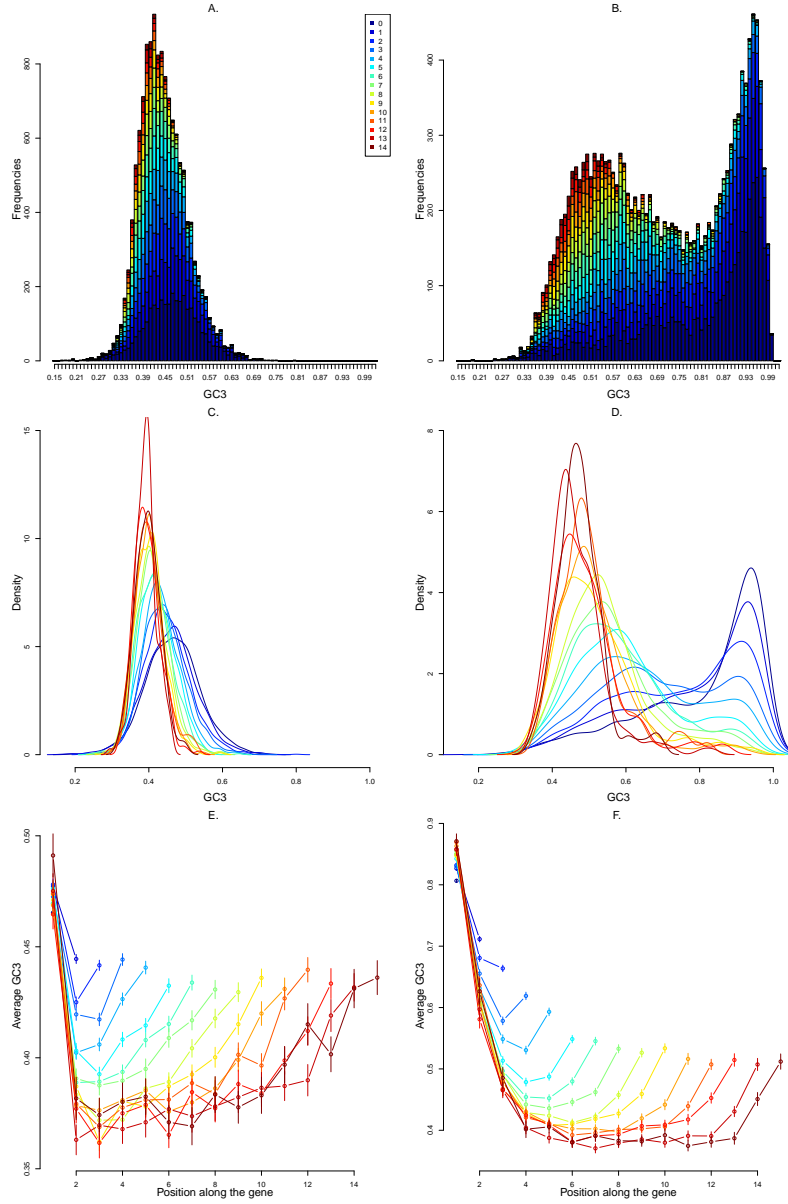 A.
Frequencies
0 200 400 600 800
0.15 0.21 0.27 0.33 0.39 0.45 0.51 0.57 0.63 0.69 0.75 0.81 0.87 0.93 0.99
GC3
0
1
2
3
4
5
6
7
8
9
10
11
12
13
14
B.
Frequencies
0 100 200 300 400
0.15 0.21 0.27 0.33 0.39 0.45 0.51 0.57 0.63 0.69 0.75 0.81 0.87 0.93 0.99
GC3
C.
Density
0 5 10 15
0.2 0.4 0.6 0.8 1.0
GC3
D.
Density
0 2 4 6 8
0.2 0.4 0.6 0.8 1.0
GC3
E.
Average GC3
0.35 0.40 0.45 0.50
2 4 6 8 10 12 14
Position along the gene
F.
Average GC3
0.4 0.5 0.6 0.7 0.8 0.9
2 4 6 8 10 12 14
Position along the gene